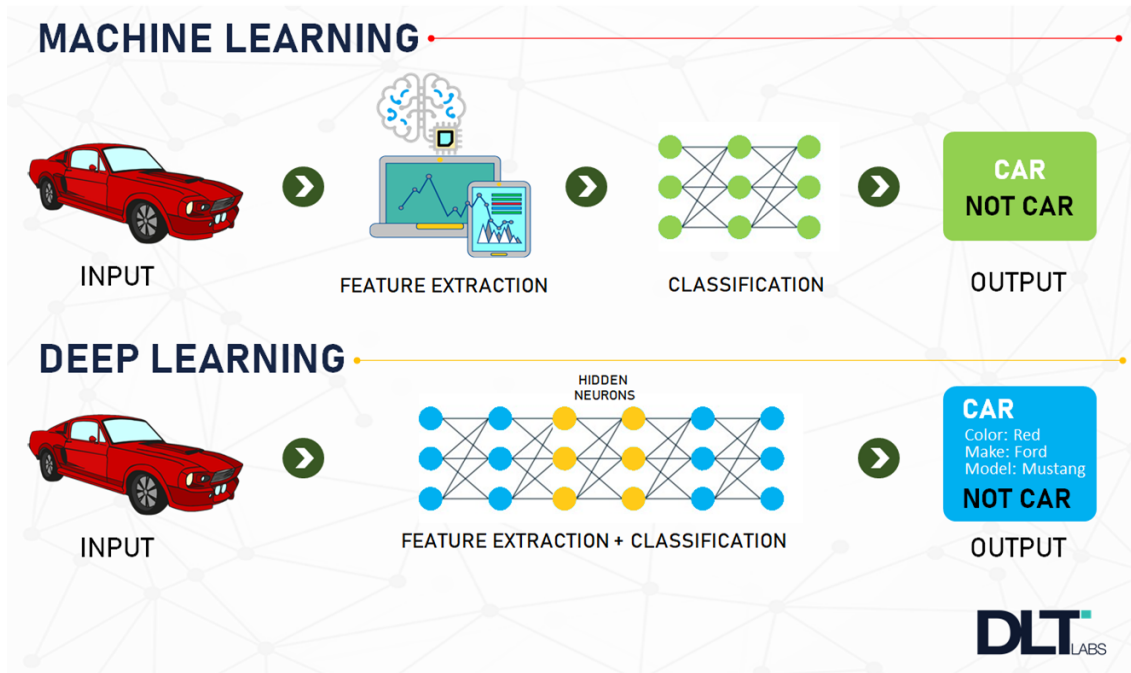 MACHINE LEARNING
INPUT
FEATURE EXTRACTION
CLASSIFICATION
CAR
NOT CAR
OUTPUT
DEEP LEARNING
INPUT
HIDDEN
NEURONS
FEATURE EXTRACTION + CLASSIFICATION
CAR
Color: Red
Make: Ford
Model: Mustang
NOT CAR
OUTPUT
DLT LABS